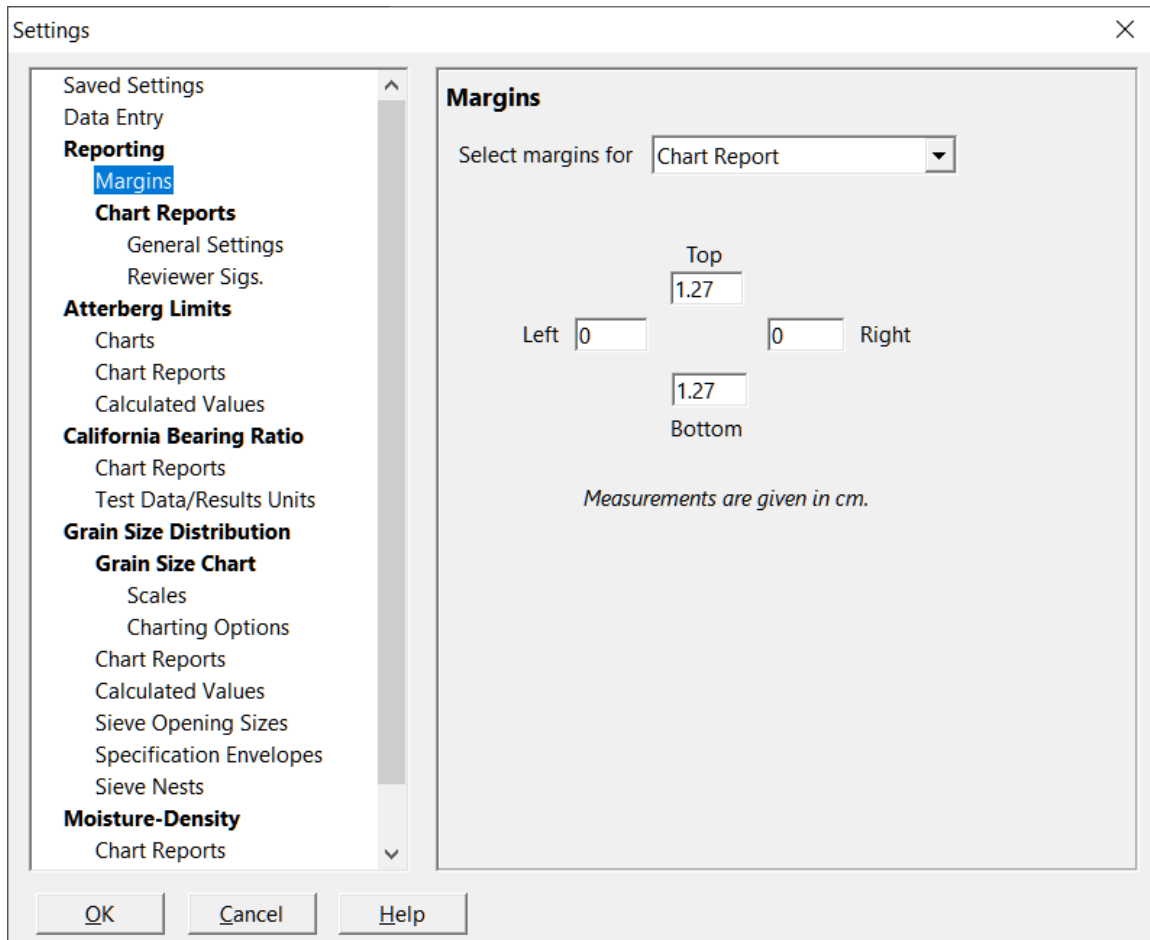 Settings
Saved Settings
Data Entry
Reporting
Margins
Chart Reports
General Settings
Reviewer Sigs.
Atterberg Limits
Charts
Chart Reports
Calculated Values
California Bearing Ratio
Chart Reports
Test Data/Results Units
Grain Size Distribution
Grain Size Chart
Scales
Charting Options
Chart Reports
Calculated Values
Sieve Opening Sizes
Specification Envelopes
Sieve Nests
Moisture-Density
Chart Reports
Margins
Select margins for Chart Report
Top
1.27
Left 0 0 Right
1.27
Bottom
Measurements are given in cm.
OK Cancel Help